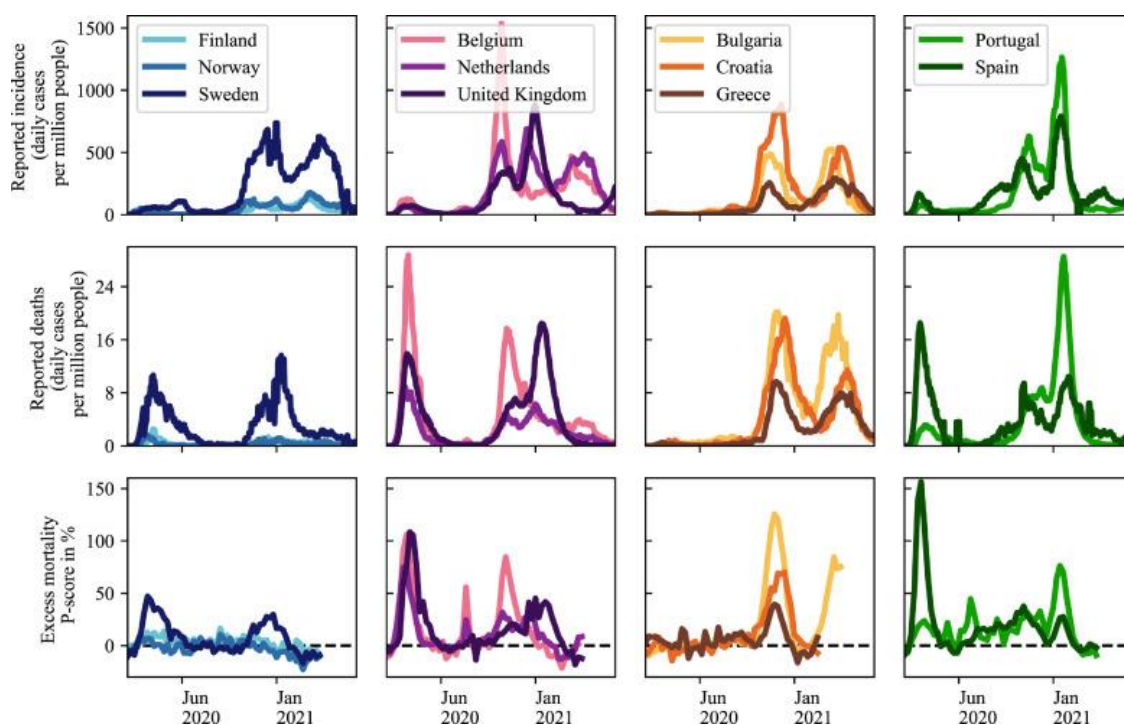 Reported incidence
(daily cases
per million people)
1500
1000
500
0
Finland
Norway
Sweden
Belgium
Netherlands
United Kingdom
Bulgaria
Croatia
Greece
Portugal
Spain
Reported deaths
(daily cases
per million people)
24
16
8
0
Excess mortality
P-score in %
150
100
50
0
Jun
2020
Jan
2021
Jun
2020
Jan
2021
Jun
2020
Jan
2021
Jun
2020
Jan
2021